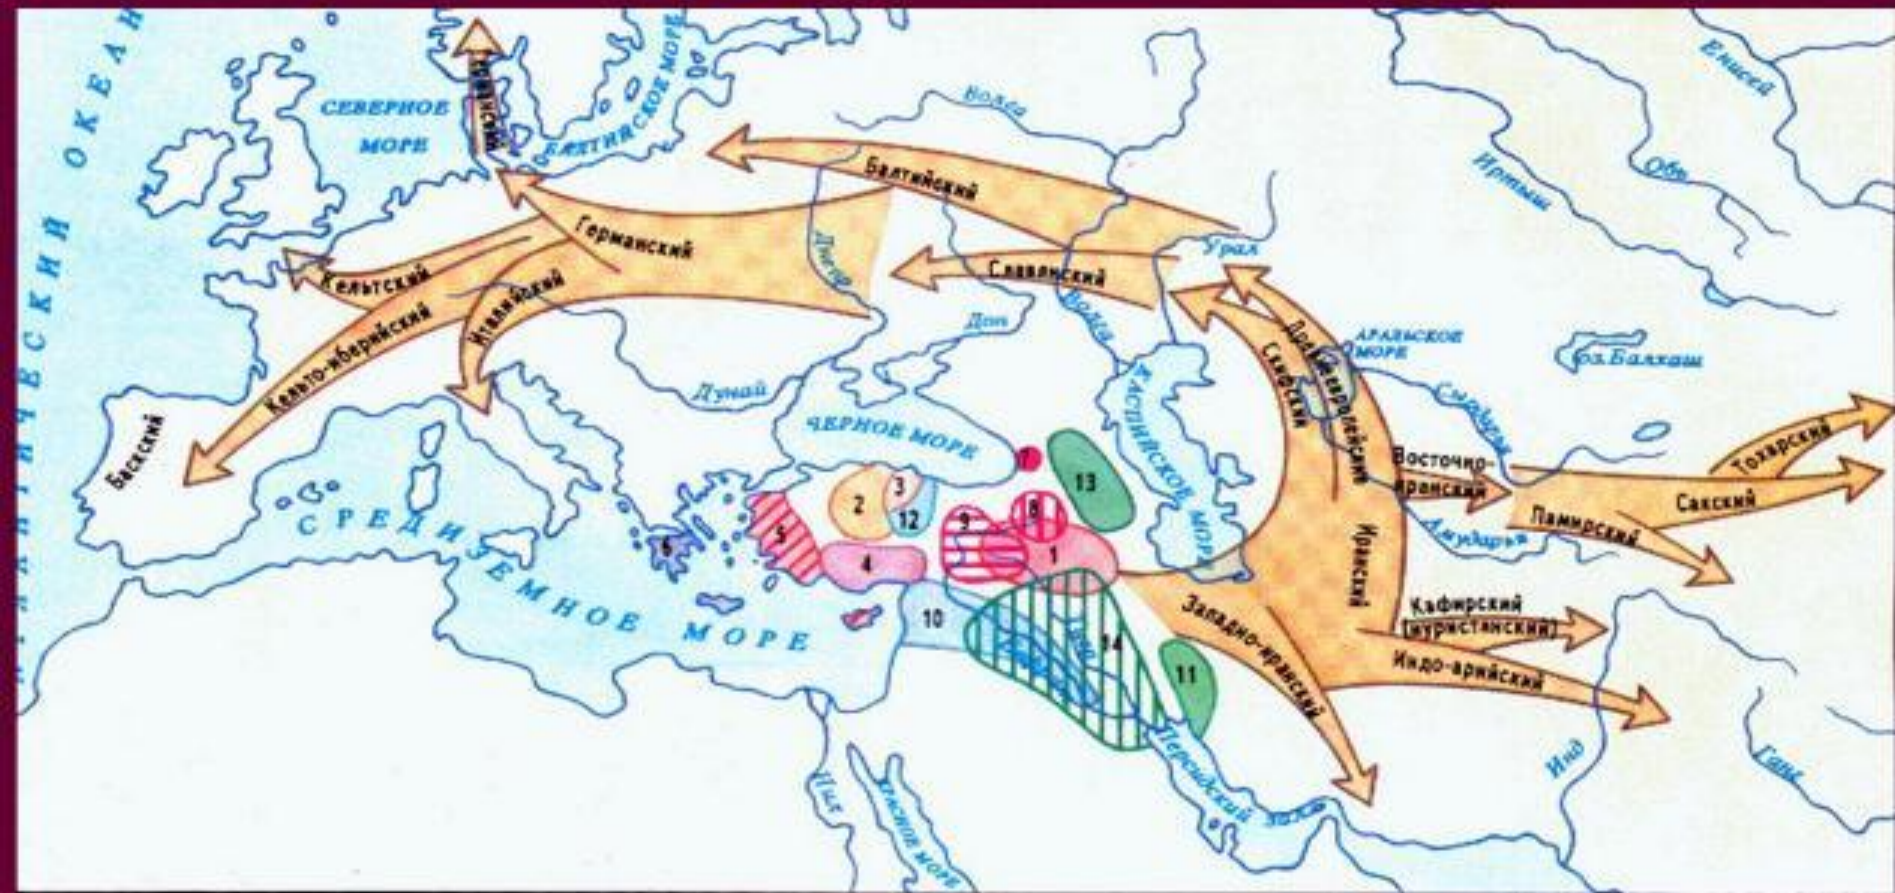 АТЛАНТИЧЕСКИЙ ОКЕАН
СЕВЕРНОЕ
МОРЕ
Германский
БАЛТИЙСКОЕ МОРЕ
Волга
Енисей
Обь
Иртыш
Балтийский
Германский
Днепр
Славянский
Урал
Кельтский
Кельто-иберийский
Италийский
Волга
Дон
Дунай
Баскский
ЧЕРНОЕ МОРЕ
КАСПИЙСКОЕ МОРЕ
Скифский
Древнеевропейский
АРАЛЬСКОЕ
МОРЕ
оз.Балхаш
Сырдарья
Восточно-
иранский
Тохарский
Сакский
Памирский
Амударья
Иранский
СРЕДИЗЕМНОЕ МОРЕ
7
13
2
3
12
9
8
5
6
4
1
10
14
11
Западно-иранский
Кафирский
(нуристанский)
Индо-арийский
Инд
Ганг
Персидский зал.
Нил
КРАСНОЕ МОРЕ